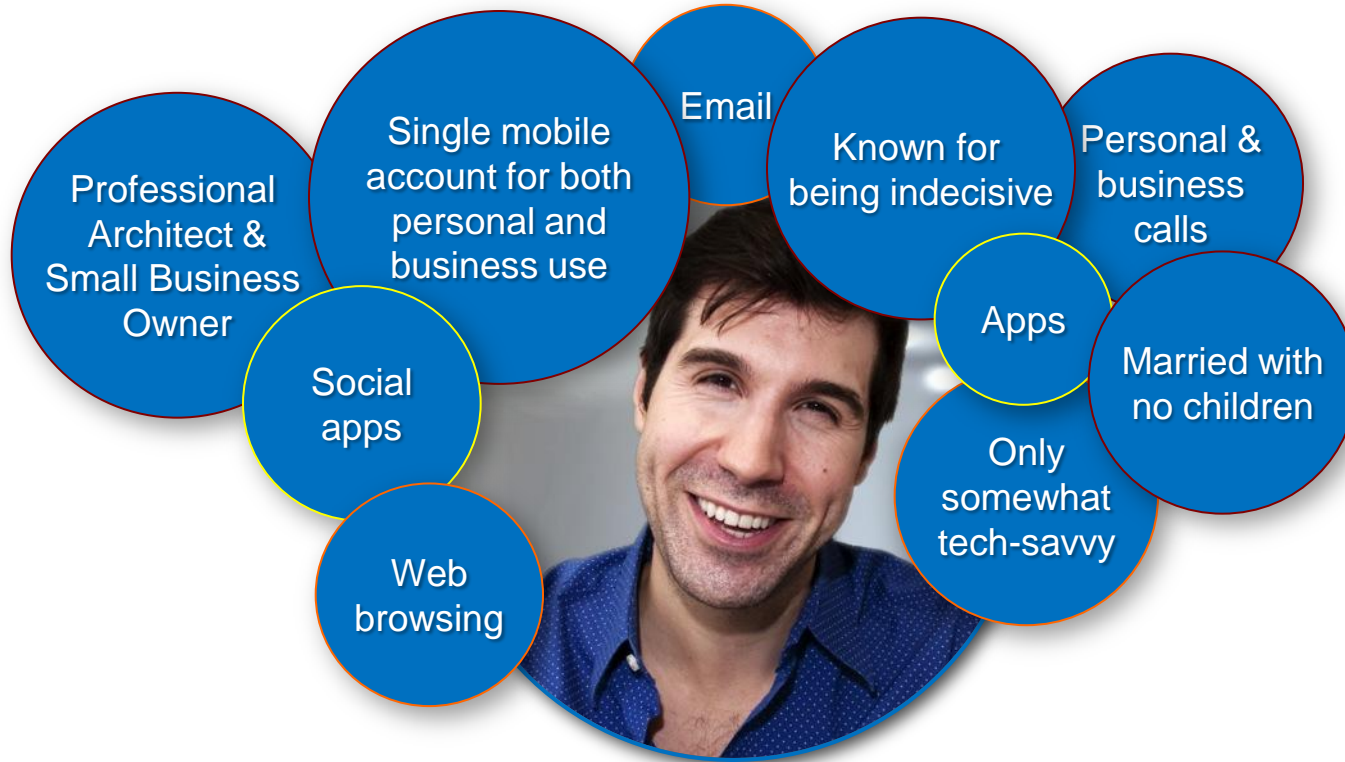 Professional
Architect &
Small Business
Owner
Single mobile
account for both
personal and
business use
Email
Known for
being indecisive
Personal &
business
calls
Social
apps
Apps
Married with
no children
Web
browsing
Only
somewhat
tech-savvy